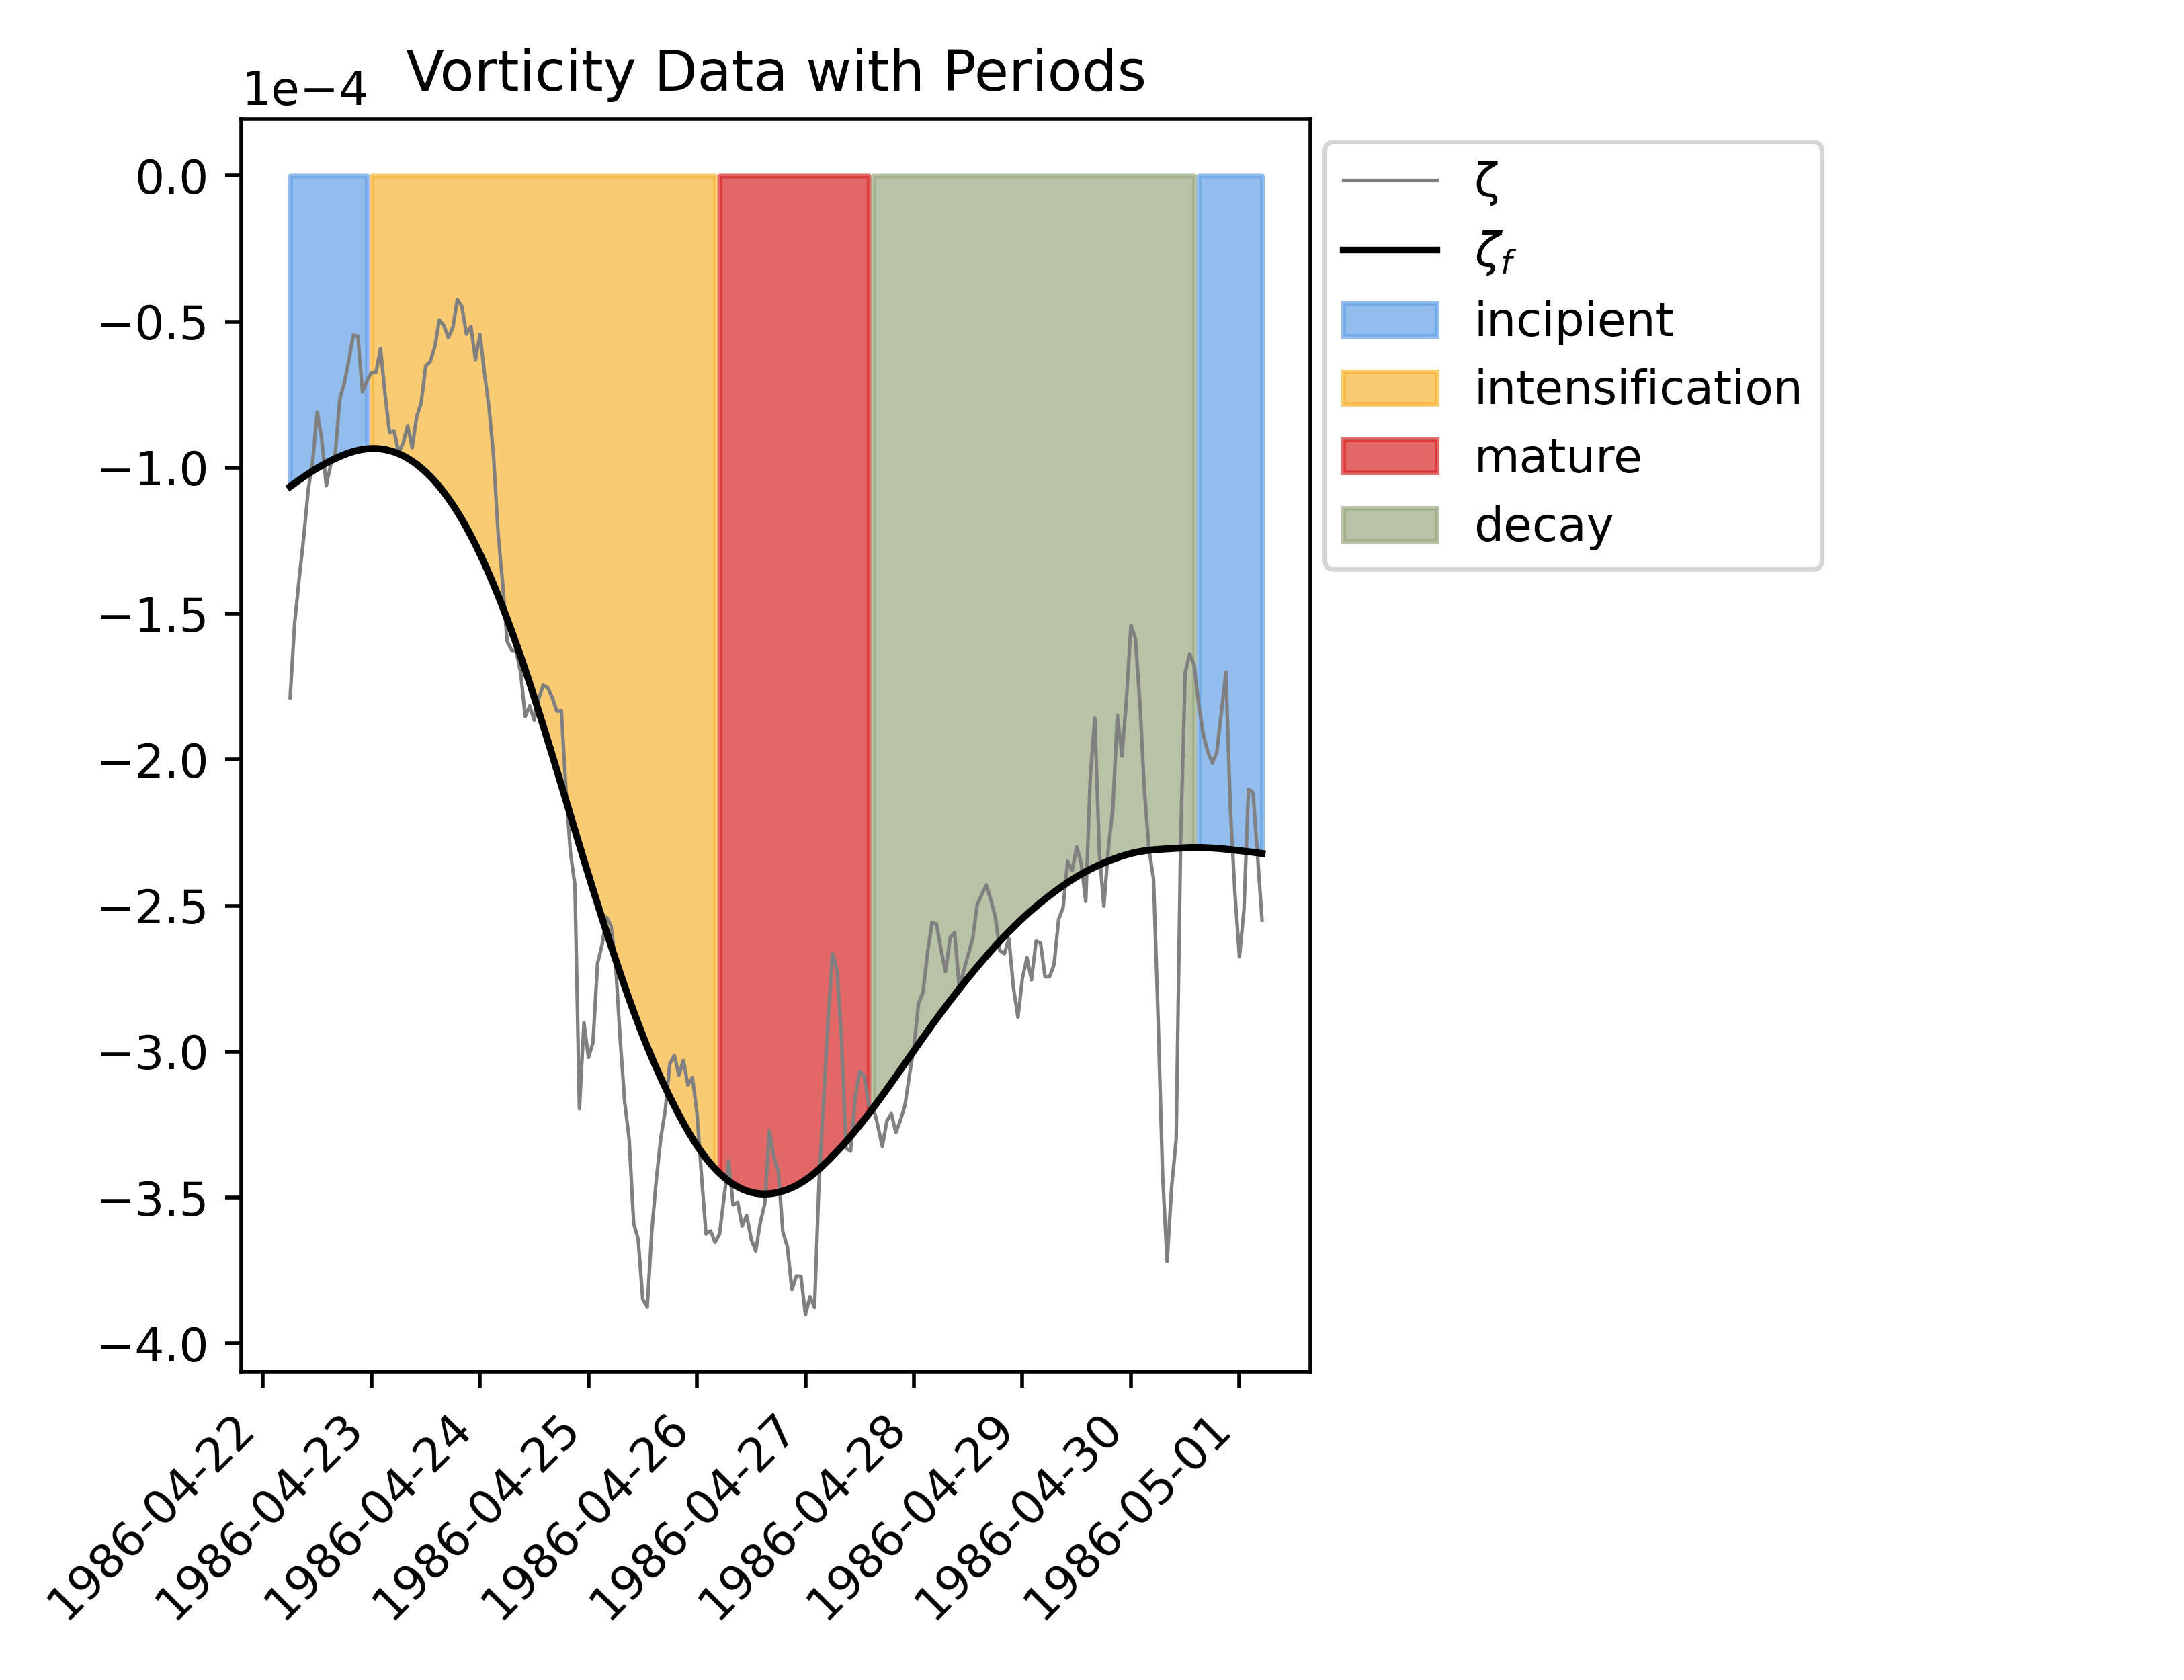 Vorticity Data with Periods
1e−4
0.0
−0.5
−1.0
−1.5
−2.0
−2.5
−3.0
−3.5
−4.0
1986-04-22
1986-04-23
1986-04-24
1986-04-25
1986-04-26
1986-04-27
1986-04-28
1986-04-29
1986-04-30
1986-05-01
ζ
ζf
incipient
intensification
mature
decay